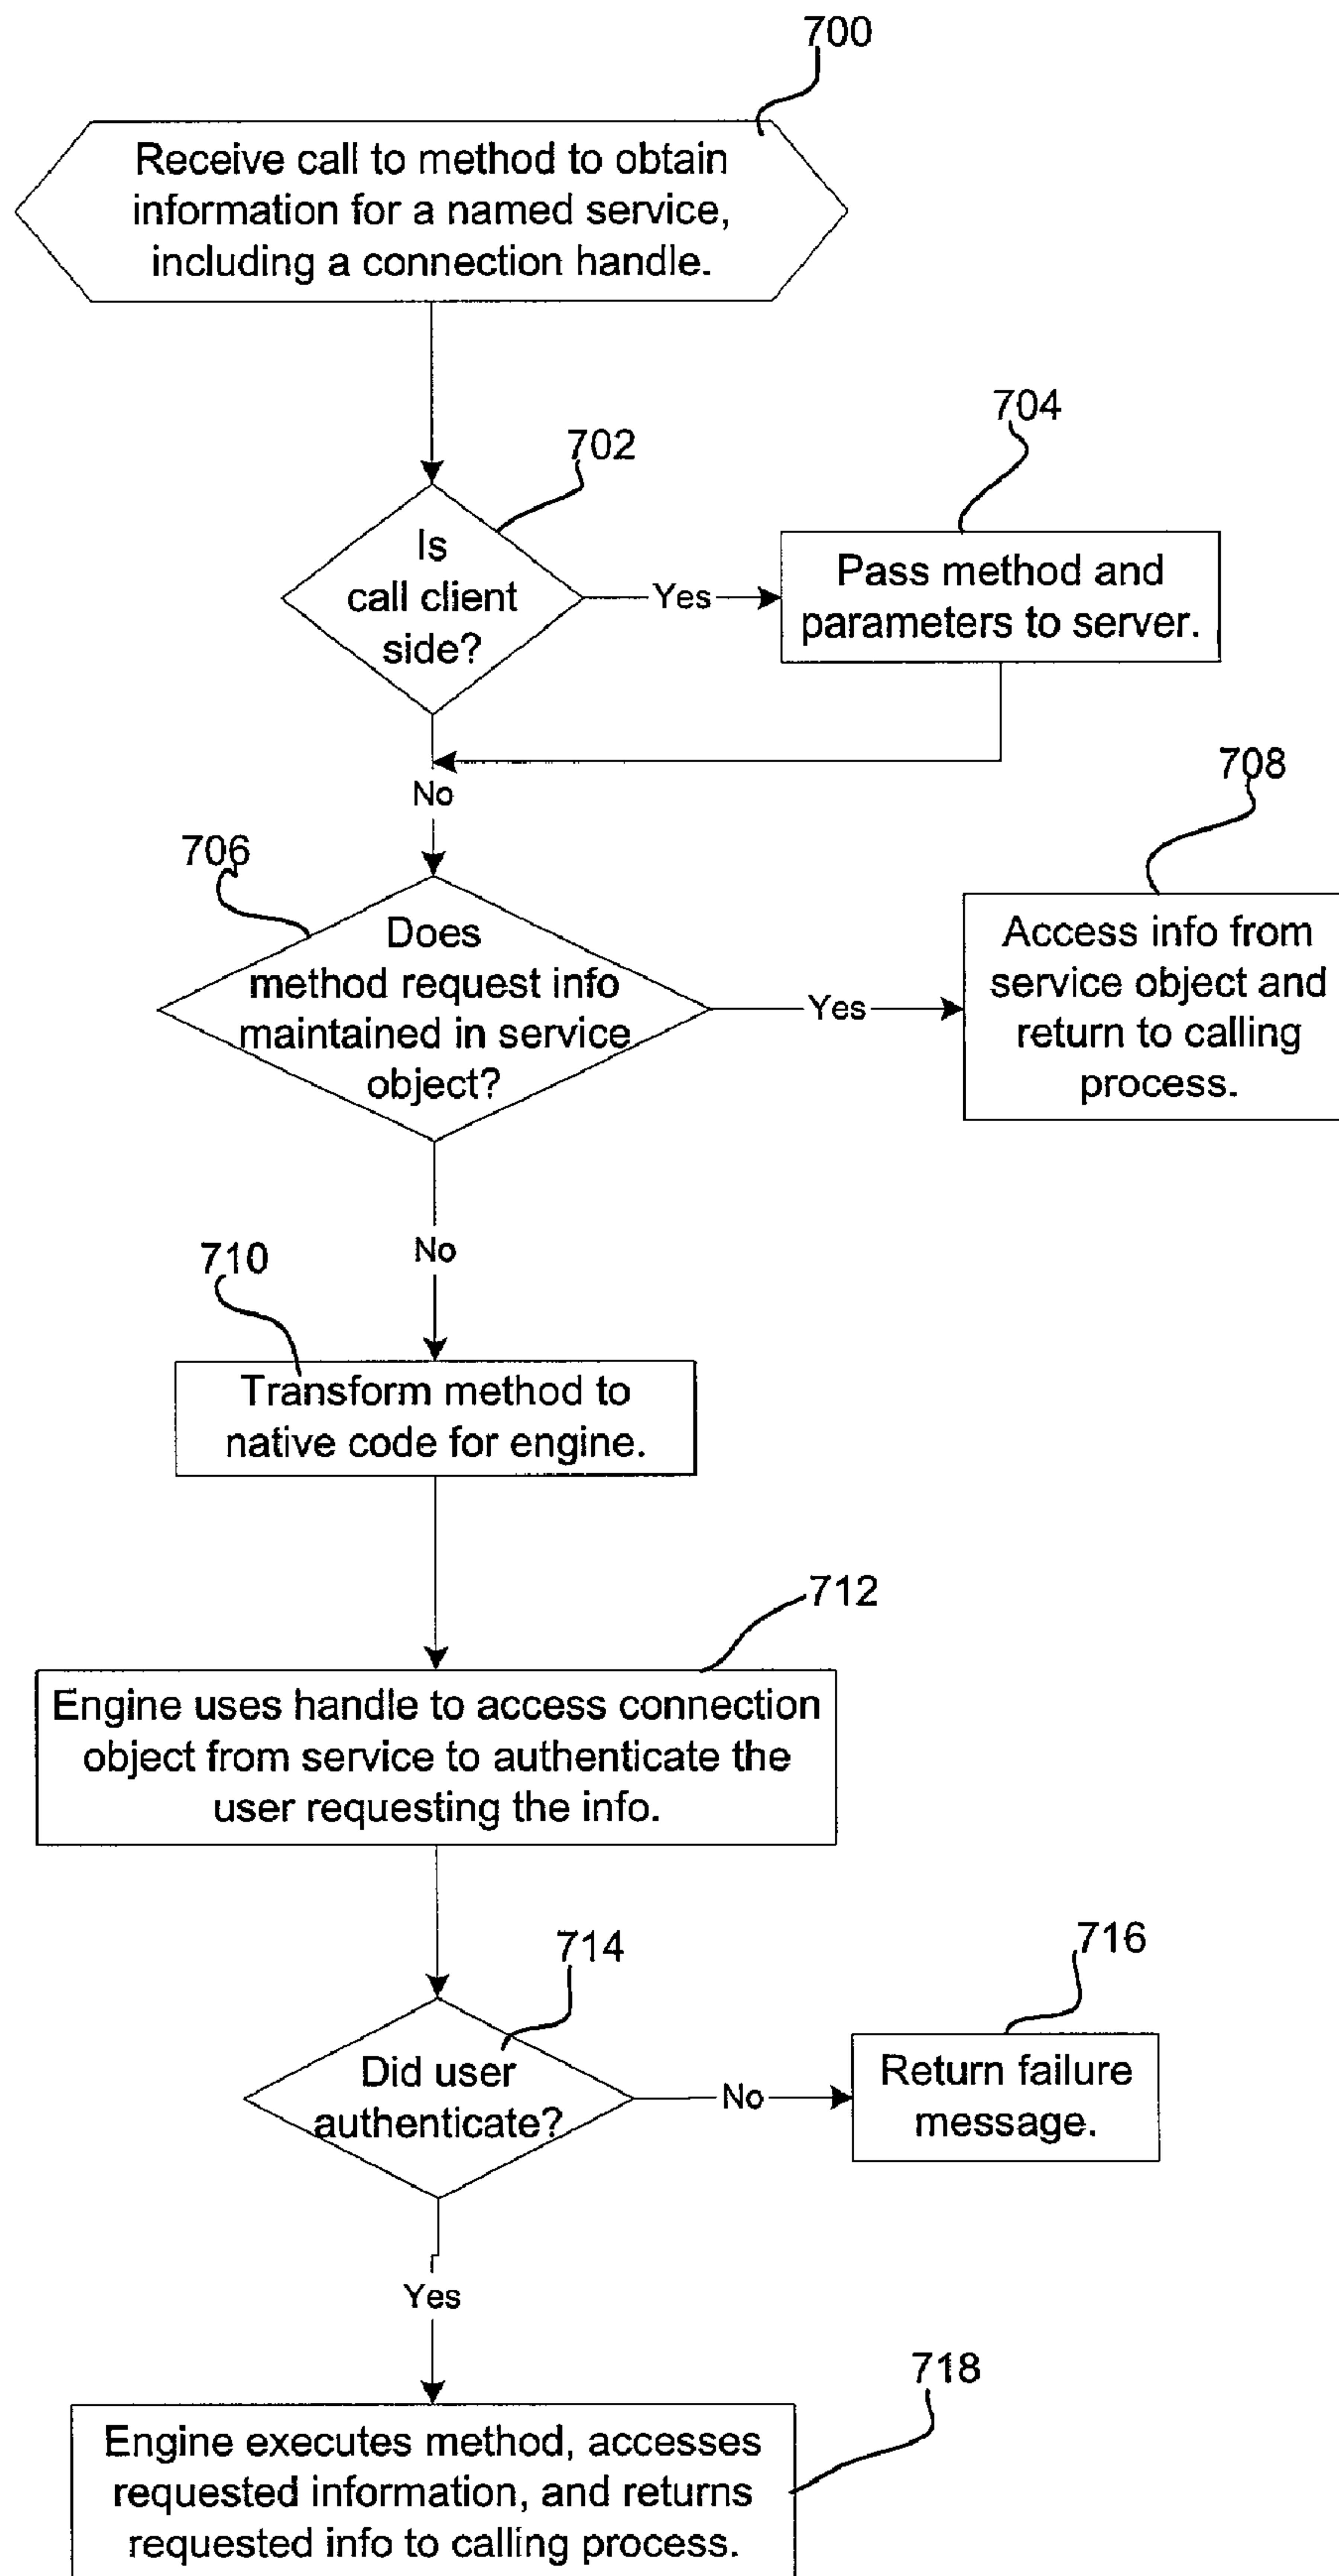 700
Receive call to method to obtain
information for a named service,
including a connection handle.
702
Is
call client
side?
Yes
704
Pass method and
parameters to server.
No
706
Does
method request info
maintained in service
object?
Yes
708
Access info from
service object and
return to calling
process.
No
710
Transform method to
native code for engine.
712
Engine uses handle to access connection
object from service to authenticate the
user requesting the info.
714
Did user
authenticate?
No
716
Return failure
message.
Yes
718
Engine executes method, accesses
requested information, and returns
requested info to calling process.